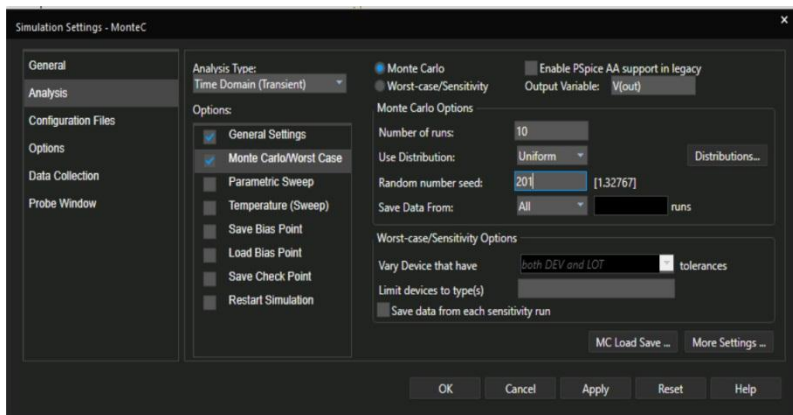 Simulation Settings - MonteC
×
General
Analysis
Configuration Files
Options
Data Collection
Probe Window
Analysis Type:
Time Domain (Transient)
Options:
General Settings
Monte Carlo/Worst Case
Parametric Sweep
Temperature (Sweep)
Save Bias Point
Load Bias Point
Save Check Point
Restart Simulation
Monte Carlo
Worst-case/Sensitivity
Enable PSpice AA support in legacy
Output Variable: V(out)
Monte Carlo Options
Number of runs: 10
Use Distribution: Uniform Distributions...
Random number seed: 201 [1.32767]
Save Data From: All runs
Worst-case/Sensitivity Options
Vary Device that have both DEV and LOT tolerances
Limit devices to type(s)
Save data from each sensitivity run
MC Load Save ... More Settings ...
OK Cancel Apply Reset Help